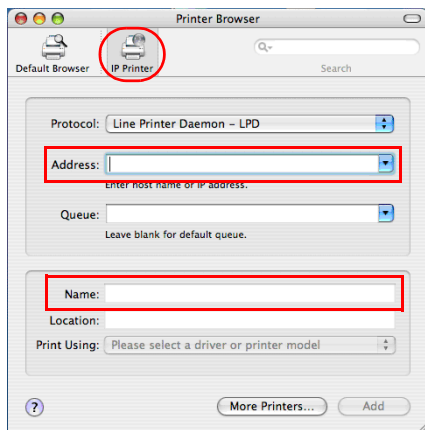 Printer Browser
Default Browser
IP Printer
Search
Protocol: Line Printer Daemon – LPD
Address:
Enter host name or IP address.
Queue:
Leave blank for default queue.
Name:
Location:
Print Using: Please select a driver or printer model
? More Printers... Add